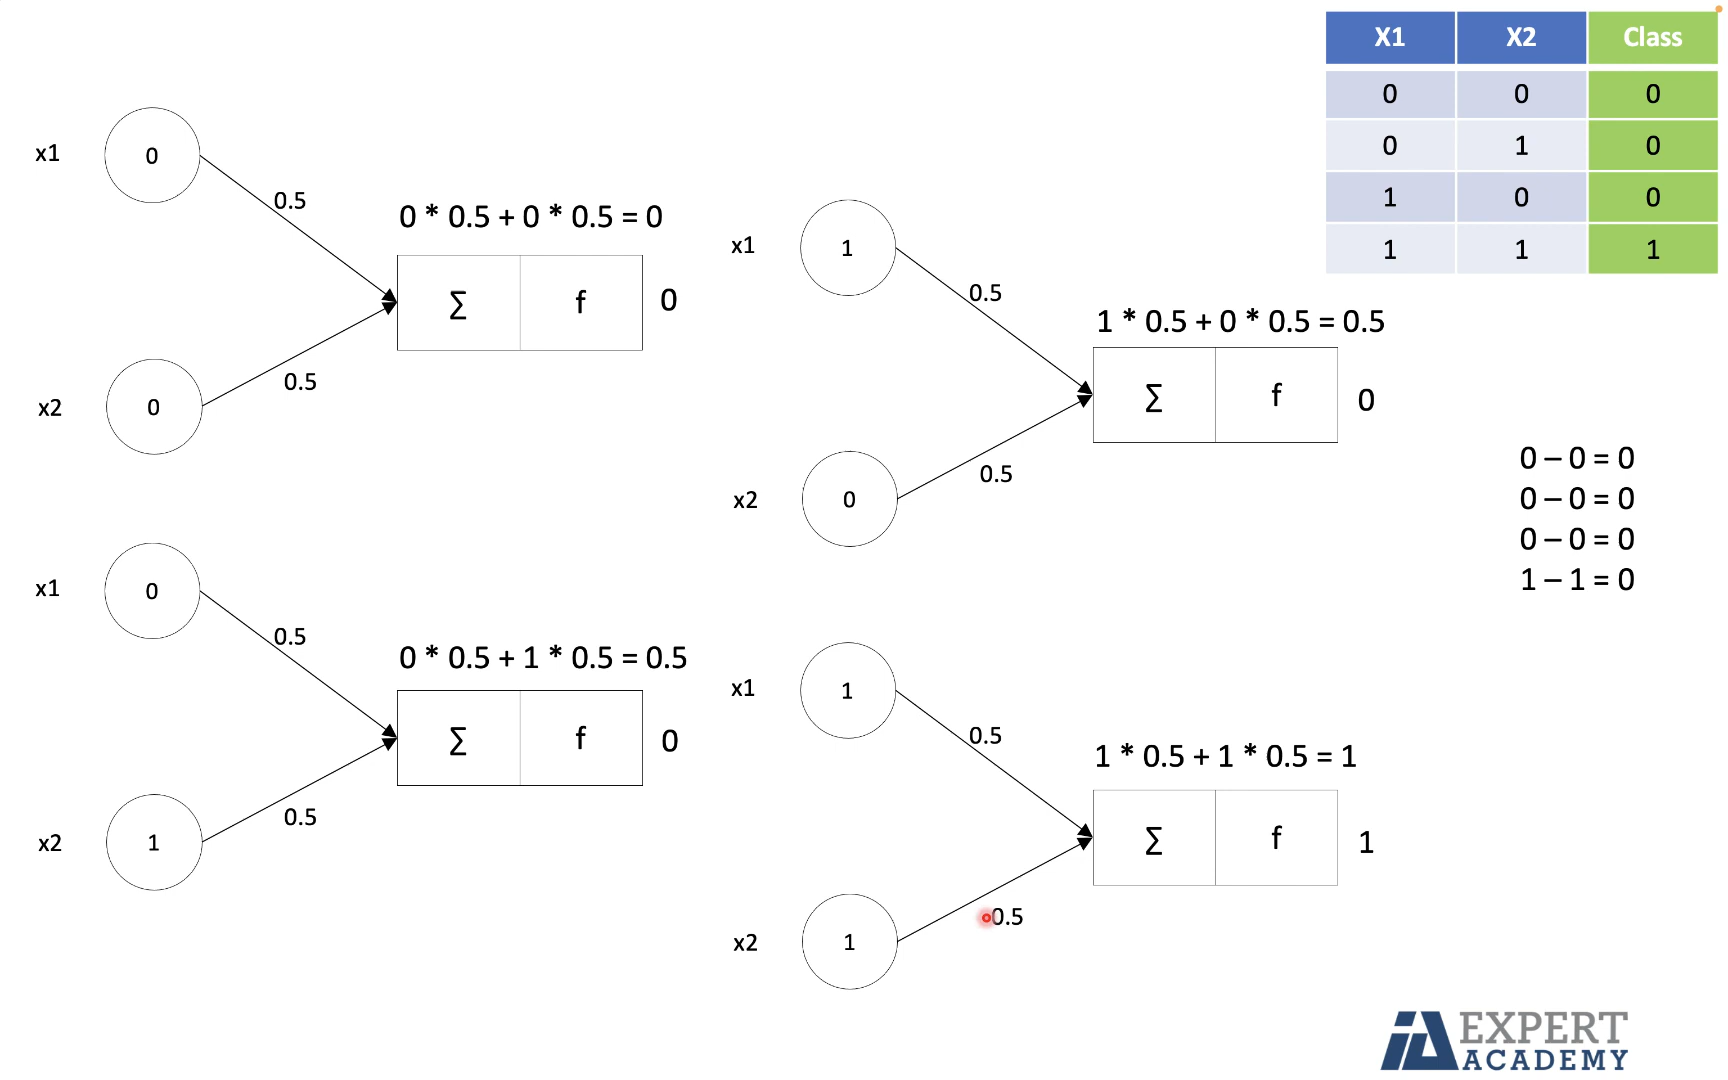 x1
0
0.5
0 * 0.5 + 0 * 0.5 = 0
∑ f 0
0.5
x2
0
x1
1
0.5
1 * 0.5 + 0 * 0.5 = 0.5
∑ f 0
0.5
x2
0
X1 X2 Class
0 0 0
0 1 0
1 0 0
1 1 1
0 – 0 = 0
0 – 0 = 0
0 – 0 = 0
1 – 1 = 0
x1
0
0.5
0 * 0.5 + 1 * 0.5 = 0.5
∑ f 0
0.5
x2
1
x1
1
0.5
1 * 0.5 + 1 * 0.5 = 1
∑ f 1
0.5
x2
1
IA EXPERT
ACADEMY